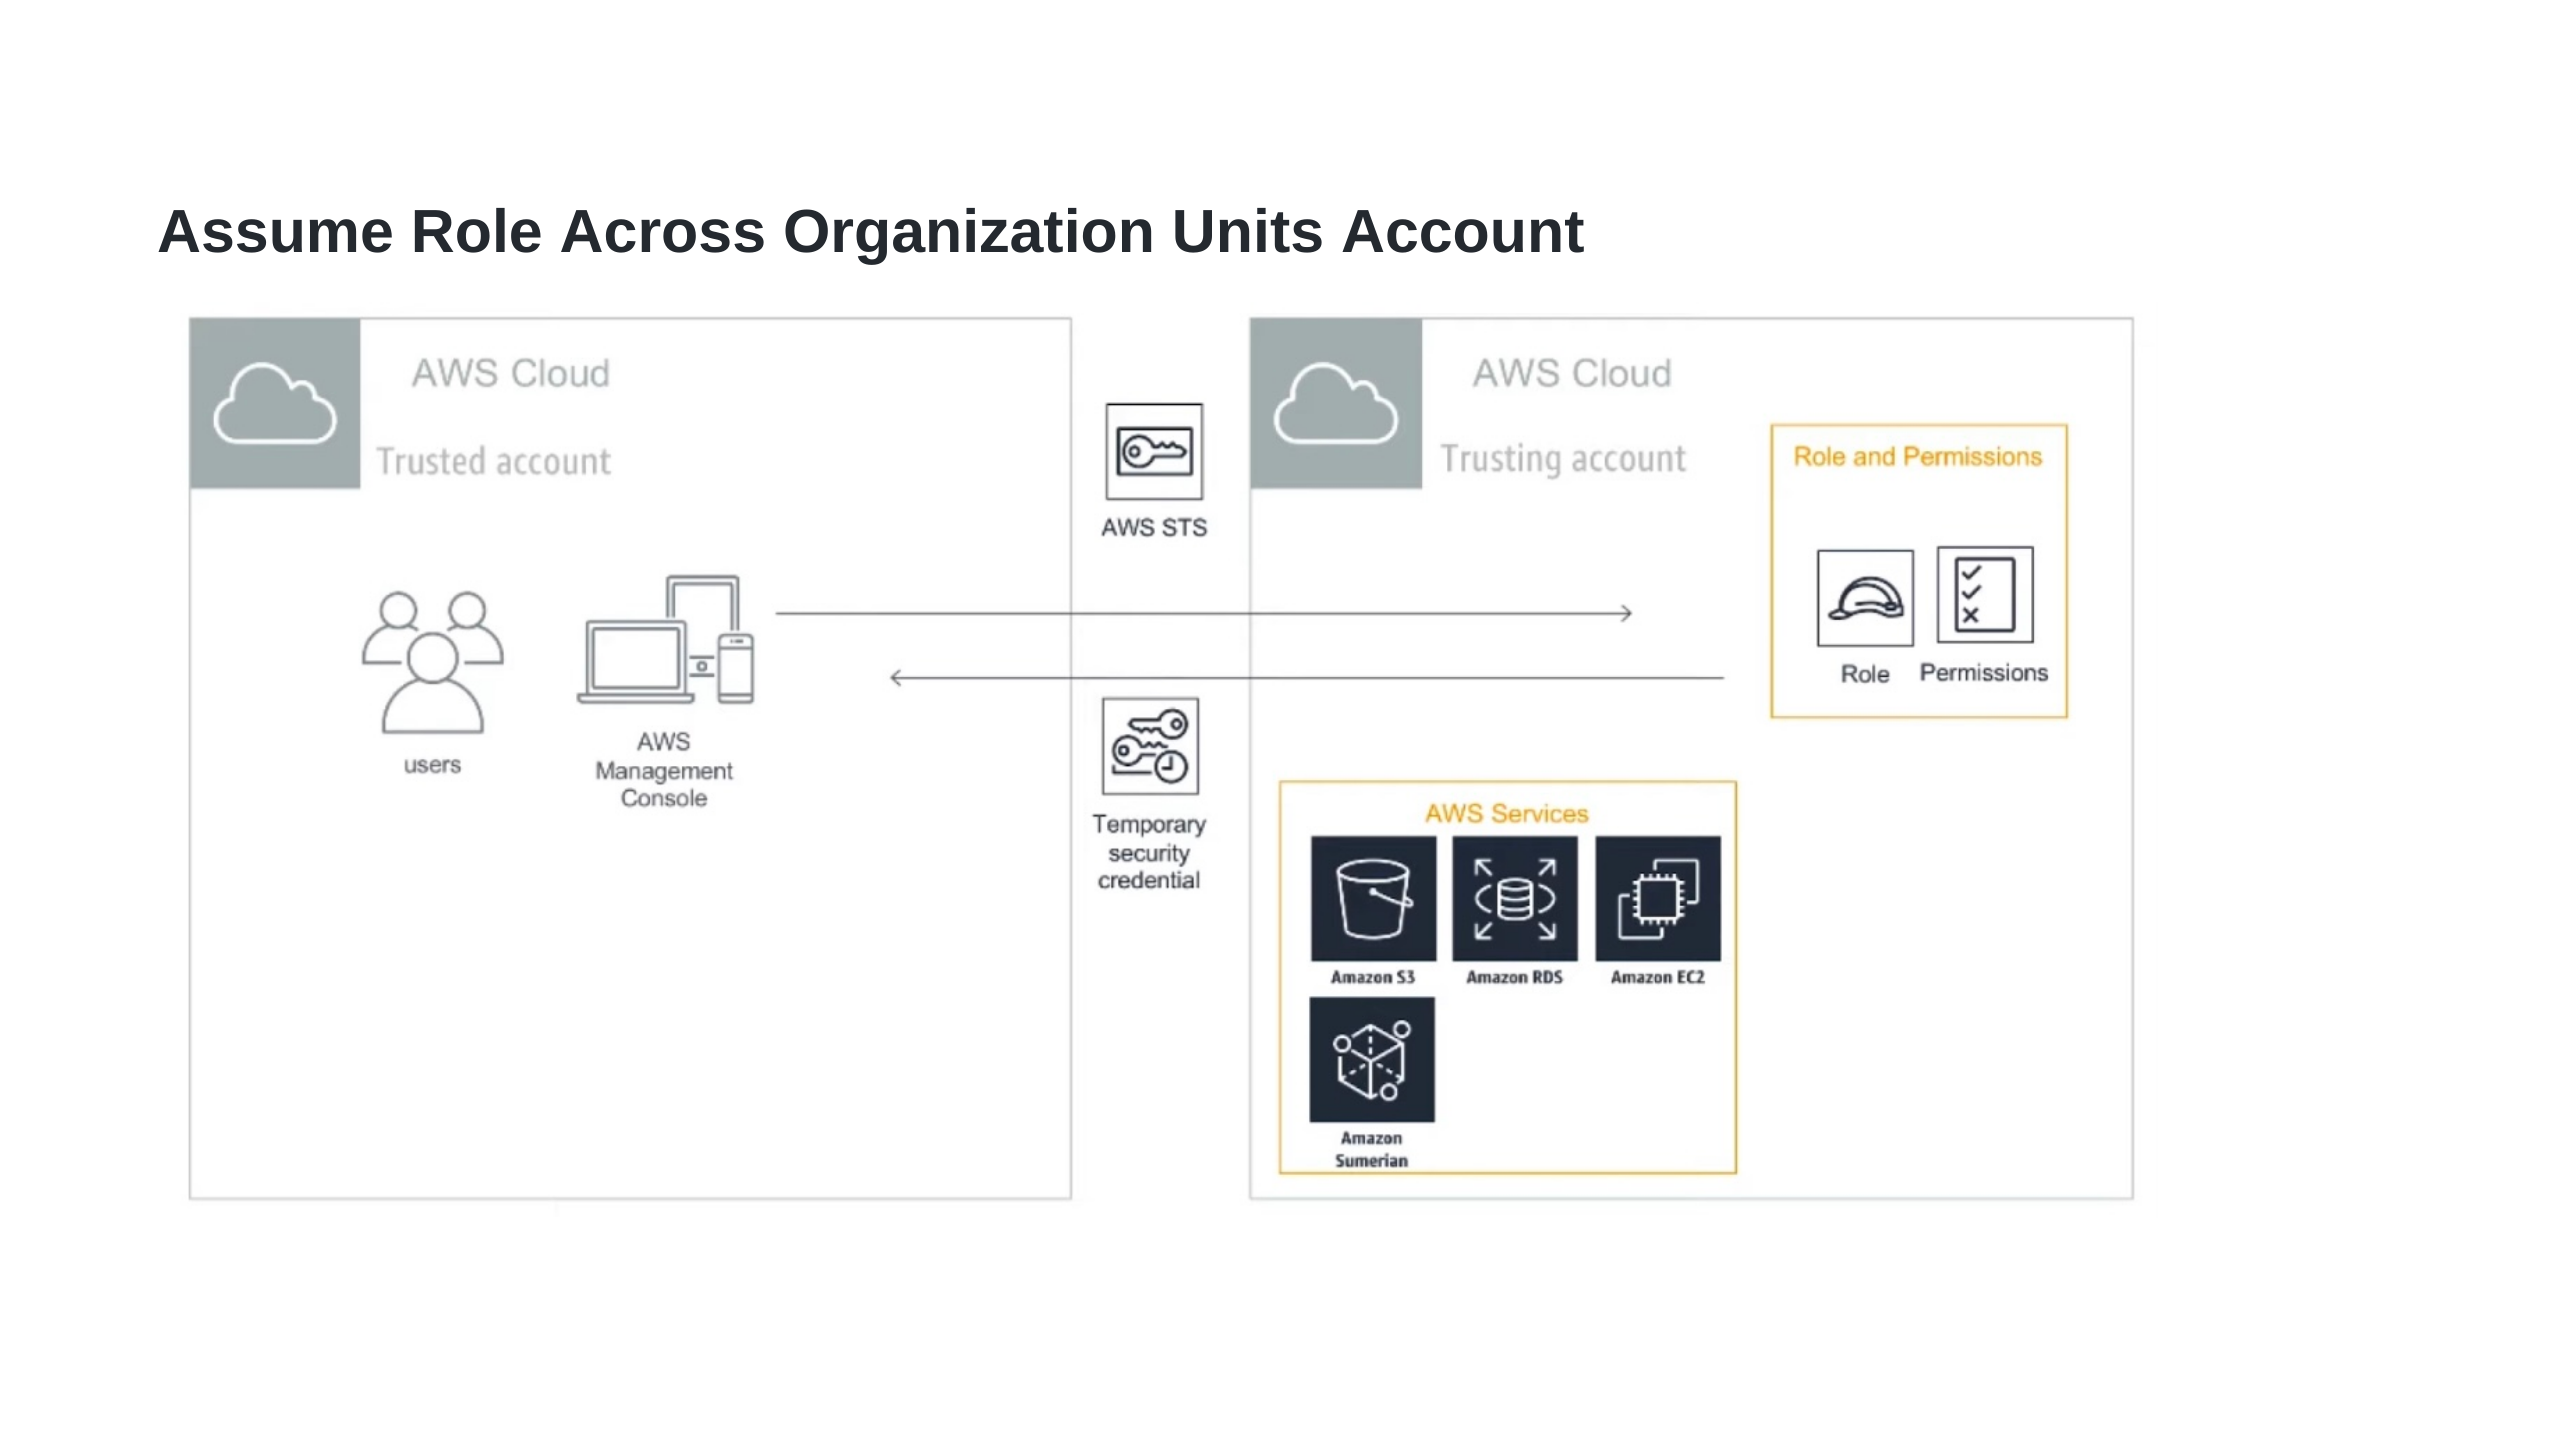 Assume Role Across Organization Units Account
AWS Cloud
Trusted account
users
AWS
Management
Console
AWS STS
Temporary
security
credential
AWS Cloud
Trusting account
Role and Permissions
Role
Permissions
AWS Services
Amazon S3
Amazon RDS
Amazon EC2
Amazon
Sumerian